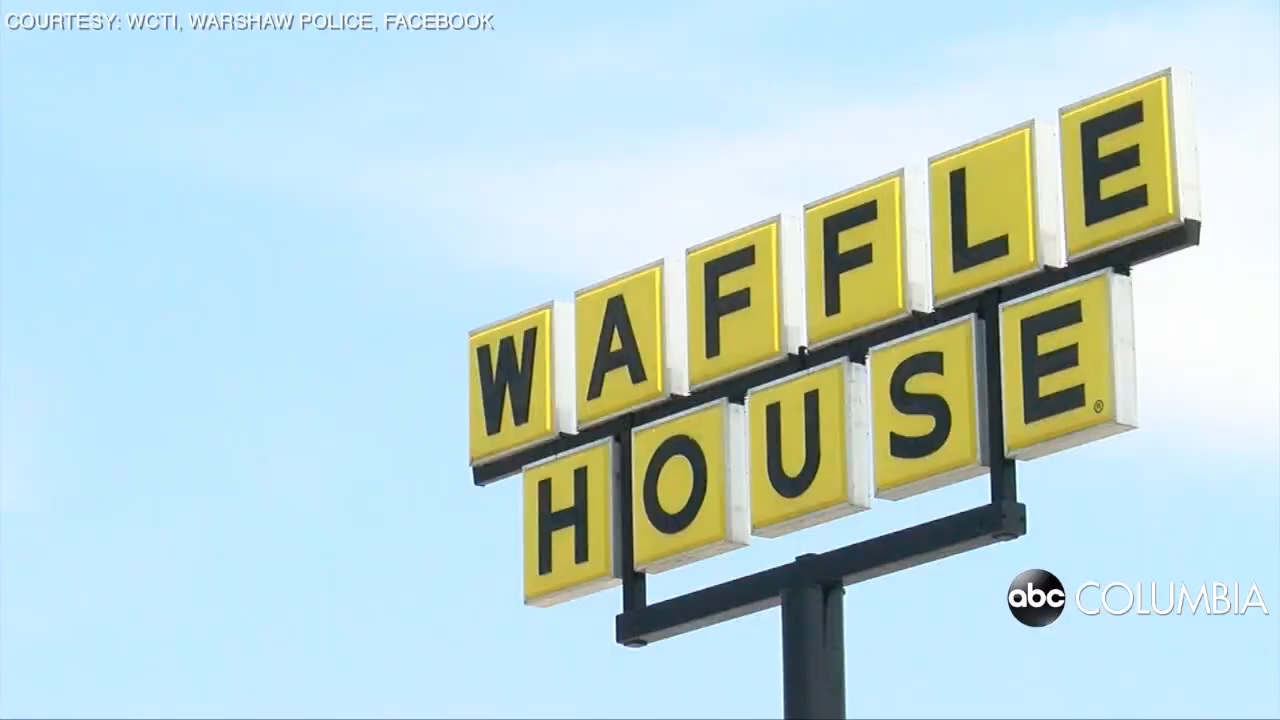 COURTESY: WCTI, WARSHAW POLICE, FACEBOOK
WAFFLE
HOUSE®
abc COLUMBIA